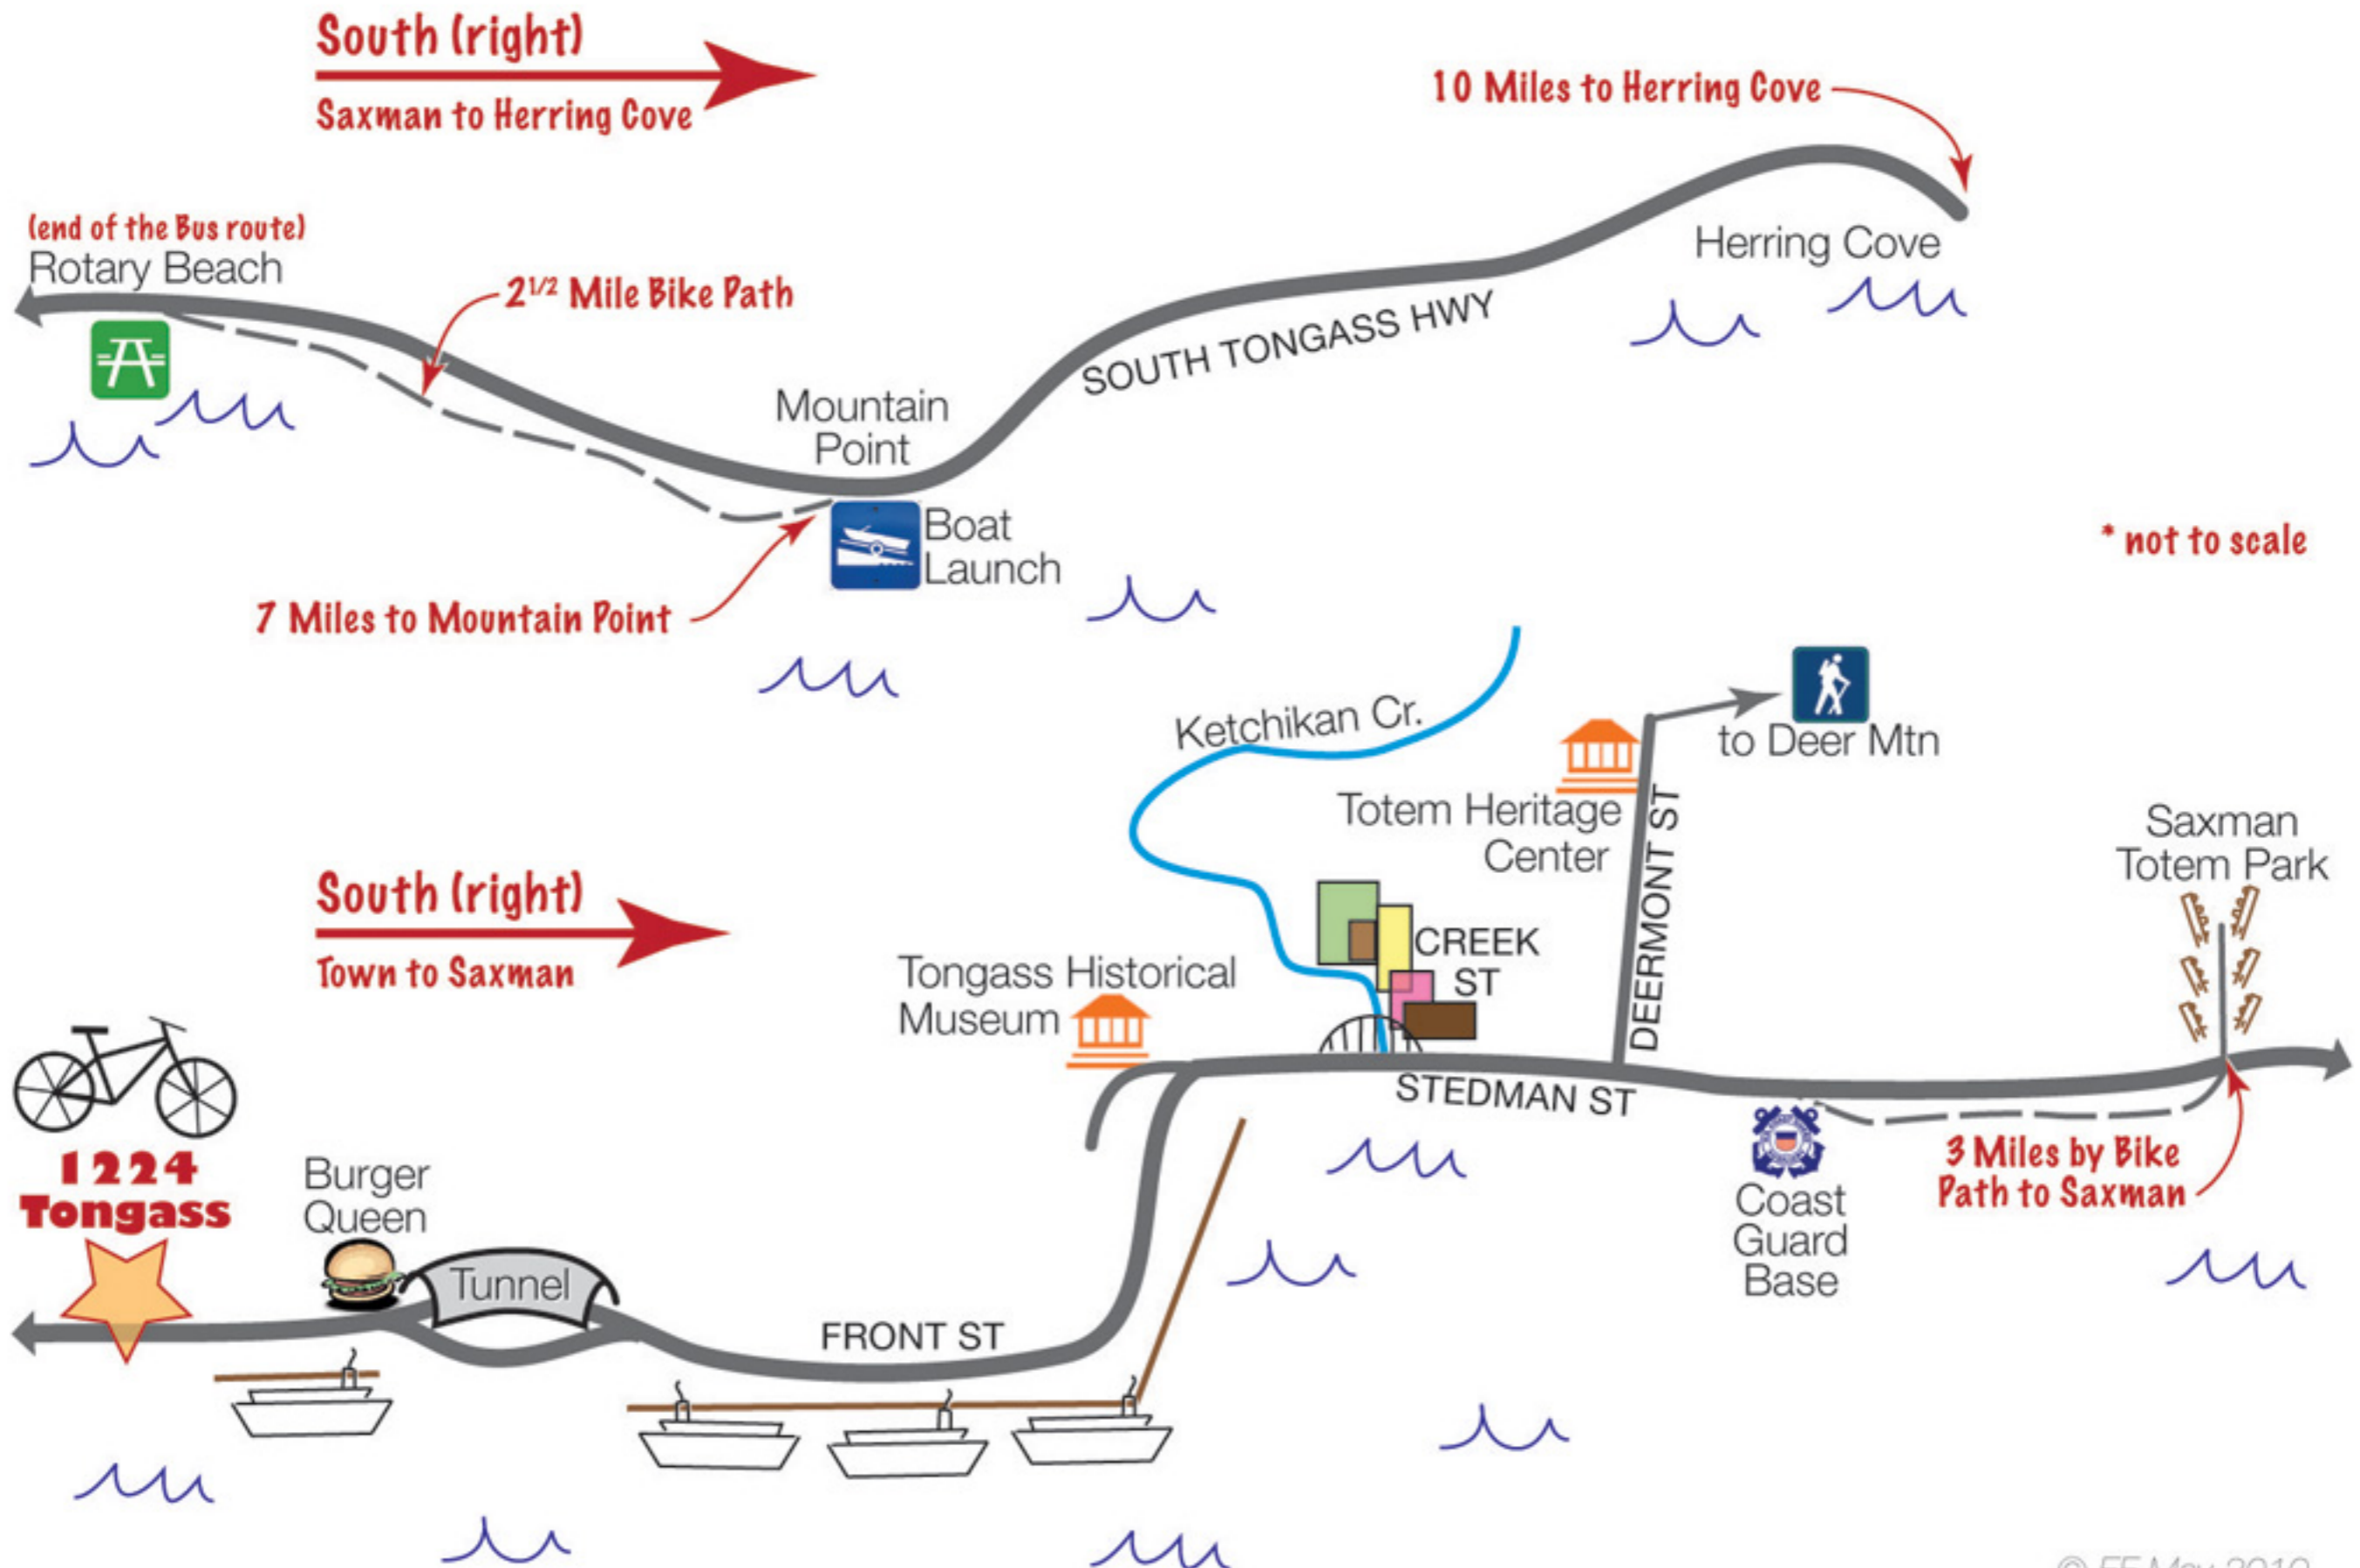 South (right)
Saxman to Herring Cove
10 Miles to Herring Cove
(end of the Bus route)
Rotary Beach
2 1/2 Mile Bike Path
Herring Cove
SOUTH TONGASS HWY
Mountain
Point
Boat
Launch
* not to scale
7 Miles to Mountain Point
Ketchikan Cr.
to Deer Mtn
Totem Heritage
Center
DEERMONT ST
Saxman
Totem Park
South (right)
Town to Saxman
CREEK
ST
Tongass Historical
Museum
STEDMAN ST
3 Miles by Bike
Path to Saxman
Coast
Guard
Base
1224
Tongass
Burger
Queen
Tunnel
FRONT ST